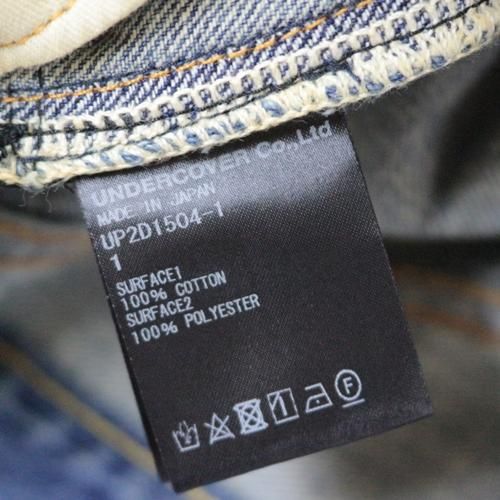 UNDERCOVER Co.,Ltd
MADE IN JAPAN
UP2D1504-1
1
SURFACE1
100% COTTON
SURFACE2
100% POLYESTER
F